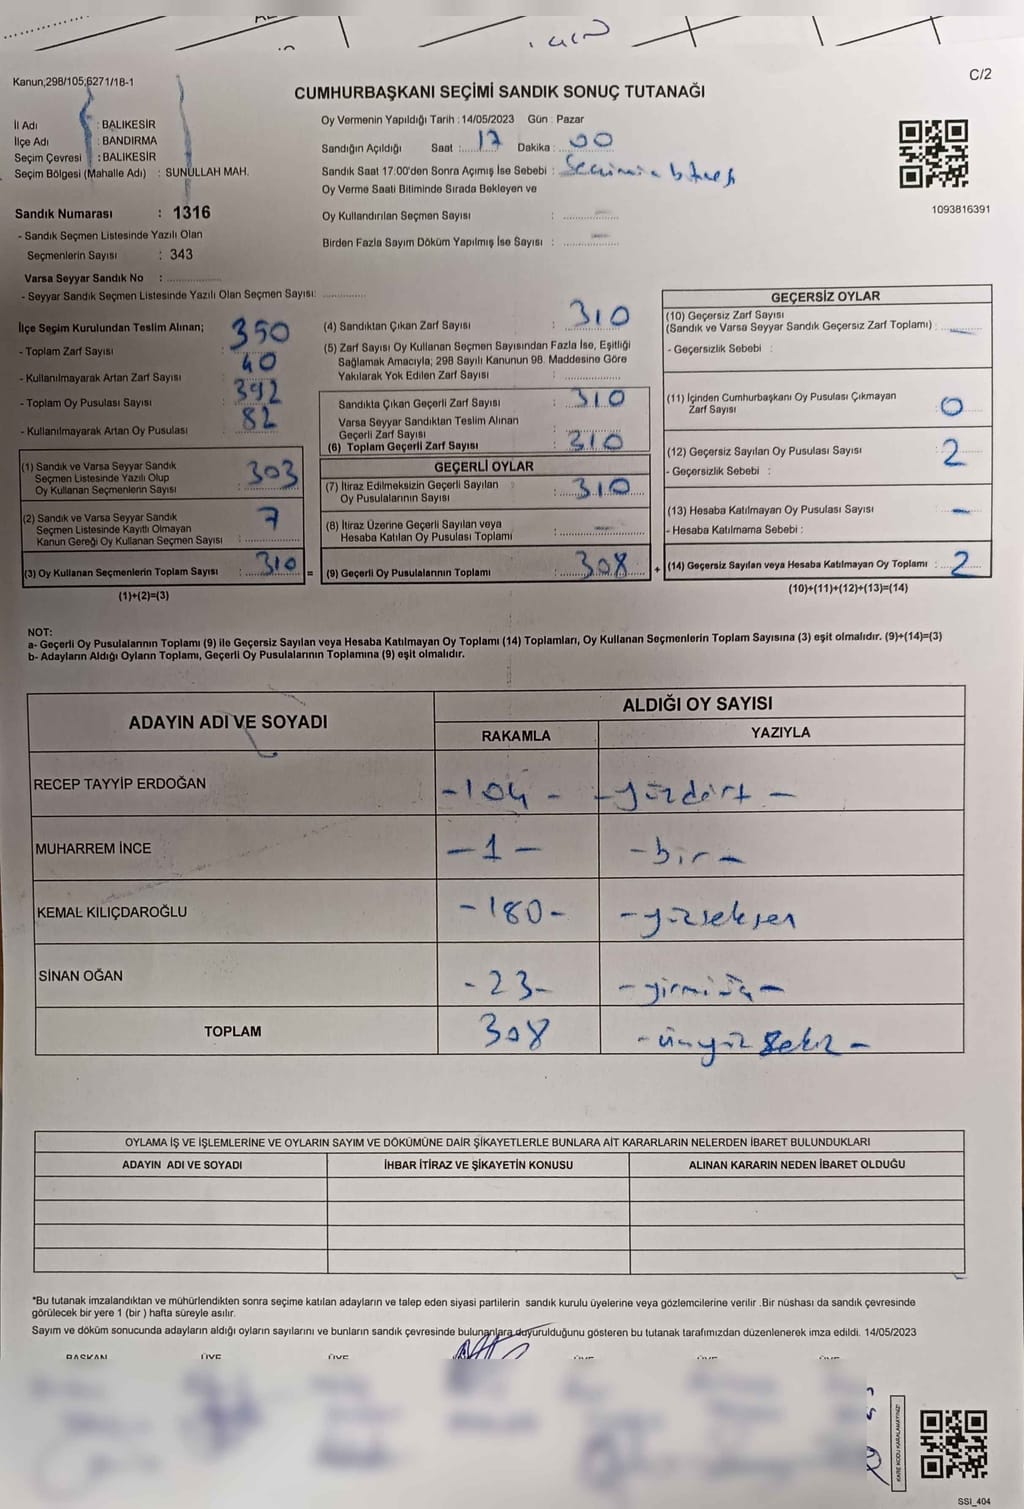 Kanun,298/105;6271/18-1
C/2
CUMHURBAŞKANI SEÇİMİ SANDIK SONUÇ TUTANAĞI
İl Adı : BALIKESİR
İlçe Adı : BANDIRMA
Seçim Çevresi : BALIKESİR
Seçim Bölgesi (Mahalle Adı) : SUNULLAH MAH.
Oy Vermenin Yapıldığı Tarih : 14/05/2023 Gün : Pazar
Sandığın Açıldığı Saat : 17 Dakika : 00
Sandık Saat 17:00'den Sonra Açımış İse Sebebi :
Oy Verme Saati Bitiminde Sırada Bekleyen ve
Oy Kullandırılan Seçmen Sayısı : –
Birden Fazla Sayım Döküm Yapılmış İse Sayısı : –
1093816391
Sandık Numarası : 1316
- Sandık Seçmen Listesinde Yazılı Olan
Seçmenlerin Sayısı : 343
Varsa Seyyar Sandık No :
- Seyyar Sandık Seçmen Listesinde Yazılı Olan Seçmen Sayısı:
İlçe Seçim Kurulundan Teslim Alınan;
- Toplam Zarf Sayısı : 350
- Kullanılmayarak Artan Zarf Sayısı : 40
- Toplam Oy Pusulası Sayısı : 392
- Kullanılmayarak Artan Oy Pusulası : 82
(1) Sandık ve Varsa Seyyar Sandık
Seçmen Listesinde Yazılı Olup
Oy Kullanan Seçmenlerin Sayısı : 303
(2) Sandık ve Varsa Seyyar Sandık
Seçmen Listesinde Kayıtlı Olmayan
Kanun Gereği Oy Kullanan Seçmen Sayısı : 7
(3) Oy Kullanan Seçmenlerin Toplam Sayısı : 310 =
(1)+(2)=(3)
(4) Sandıktan Çıkan Zarf Sayısı : 310
(5) Zarf Sayısı Oy Kullanan Seçmen Sayısından Fazla İse, Eşitliği
Sağlamak Amacıyla; 298 Sayılı Kanunun 98. Maddesine Göre
Yakılarak Yok Edilen Zarf Sayısı :
Sandıkta Çıkan Geçerli Zarf Sayısı : 310
Varsa Seyyar Sandıktan Teslim Alınan
Geçerli Zarf Sayısı :
(6) Toplam Geçerli Zarf Sayısı : 310
GEÇERLİ OYLAR
(7) İtiraz Edilmeksizin Geçerli Sayılan
Oy Pusulalarının Sayısı : 310
(8) İtiraz Üzerine Geçerli Sayılan veya
Hesaba Katılan Oy Pusulası Toplamı : –
(9) Geçerli Oy Pusulalarının Toplamı : 308 +
GEÇERSİZ OYLAR
(10) Geçersiz Zarf Sayısı
(Sandık ve Varsa Seyyar Sandık Geçersiz Zarf Toplamı) : –
- Geçersizlik Sebebi :
(11) İçinden Cumhurbaşkanı Oy Pusulası Çıkmayan
Zarf Sayısı : 0
(12) Geçersiz Sayılan Oy Pusulası Sayısı : 2
- Geçersizlik Sebebi :
(13) Hesaba Katılmayan Oy Pusulası Sayısı : –
- Hesaba Katılmama Sebebi :
(14) Geçersiz Sayılan veya Hesaba Katılmayan Oy Toplamı : 2
(10)+(11)+(12)+(13)=(14)
NOT:
a- Geçerli Oy Pusulalarının Toplamı (9) ile Geçersiz Sayılan veya Hesaba Katılmayan Oy Toplamı (14) Toplamları, Oy Kullanan Seçmenlerin Toplam Sayısına (3) eşit olmalıdır. (9)+(14)=(3)
b- Adayların Aldığı Oyların Toplamı, Geçerli Oy Pusulalarının Toplamına (9) eşit olmalıdır.
ADAYIN ADI VE SOYADI
ALDIĞI OY SAYISI
RAKAMLA YAZIYLA
RECEP TAYYİP ERDOĞAN -104- -yüzdört-
MUHARREM İNCE -1- -bir-
KEMAL KILIÇDAROĞLU -180- -yüzseksen
SİNAN OĞAN -23- -yirmiüç-
TOPLAM 308 -üçyüz sekiz-
OYLAMA İŞ VE İŞLEMLERİNE VE OYLARIN SAYIM VE DÖKÜMÜNE DAİR ŞİKAYETLERLE BUNLARA AİT KARARLARIN NELERDEN İBARET BULUNDUKLARI
ADAYIN ADI VE SOYADI İHBAR İTİRAZ VE ŞİKAYETİN KONUSU ALINAN KARARIN NEDEN İBARET OLDUĞU
*Bu tutanak imzalandıktan ve mühürlendikten sonra seçime katılan adayların ve talep eden siyasi partilerin sandık kurulu üyelerine veya gözlemcilerine verilir .Bir nüshası da sandık çevresinde
görülecek bir yere 1 (bir ) hafta süreyle asılır.
Sayım ve döküm sonucunda adayların aldığı oyların sayılarını ve bunların sandık çevresinde bulunanlara duyurulduğunu gösteren bu tutanak tarafımızdan düzenlenerek imza edildi. 14/05/2023
BAŞKAN ÜYE ÜYE ÜYE ÜYE ÜYE
KARE KODU KARALAMAYINIZ!
SSI_404